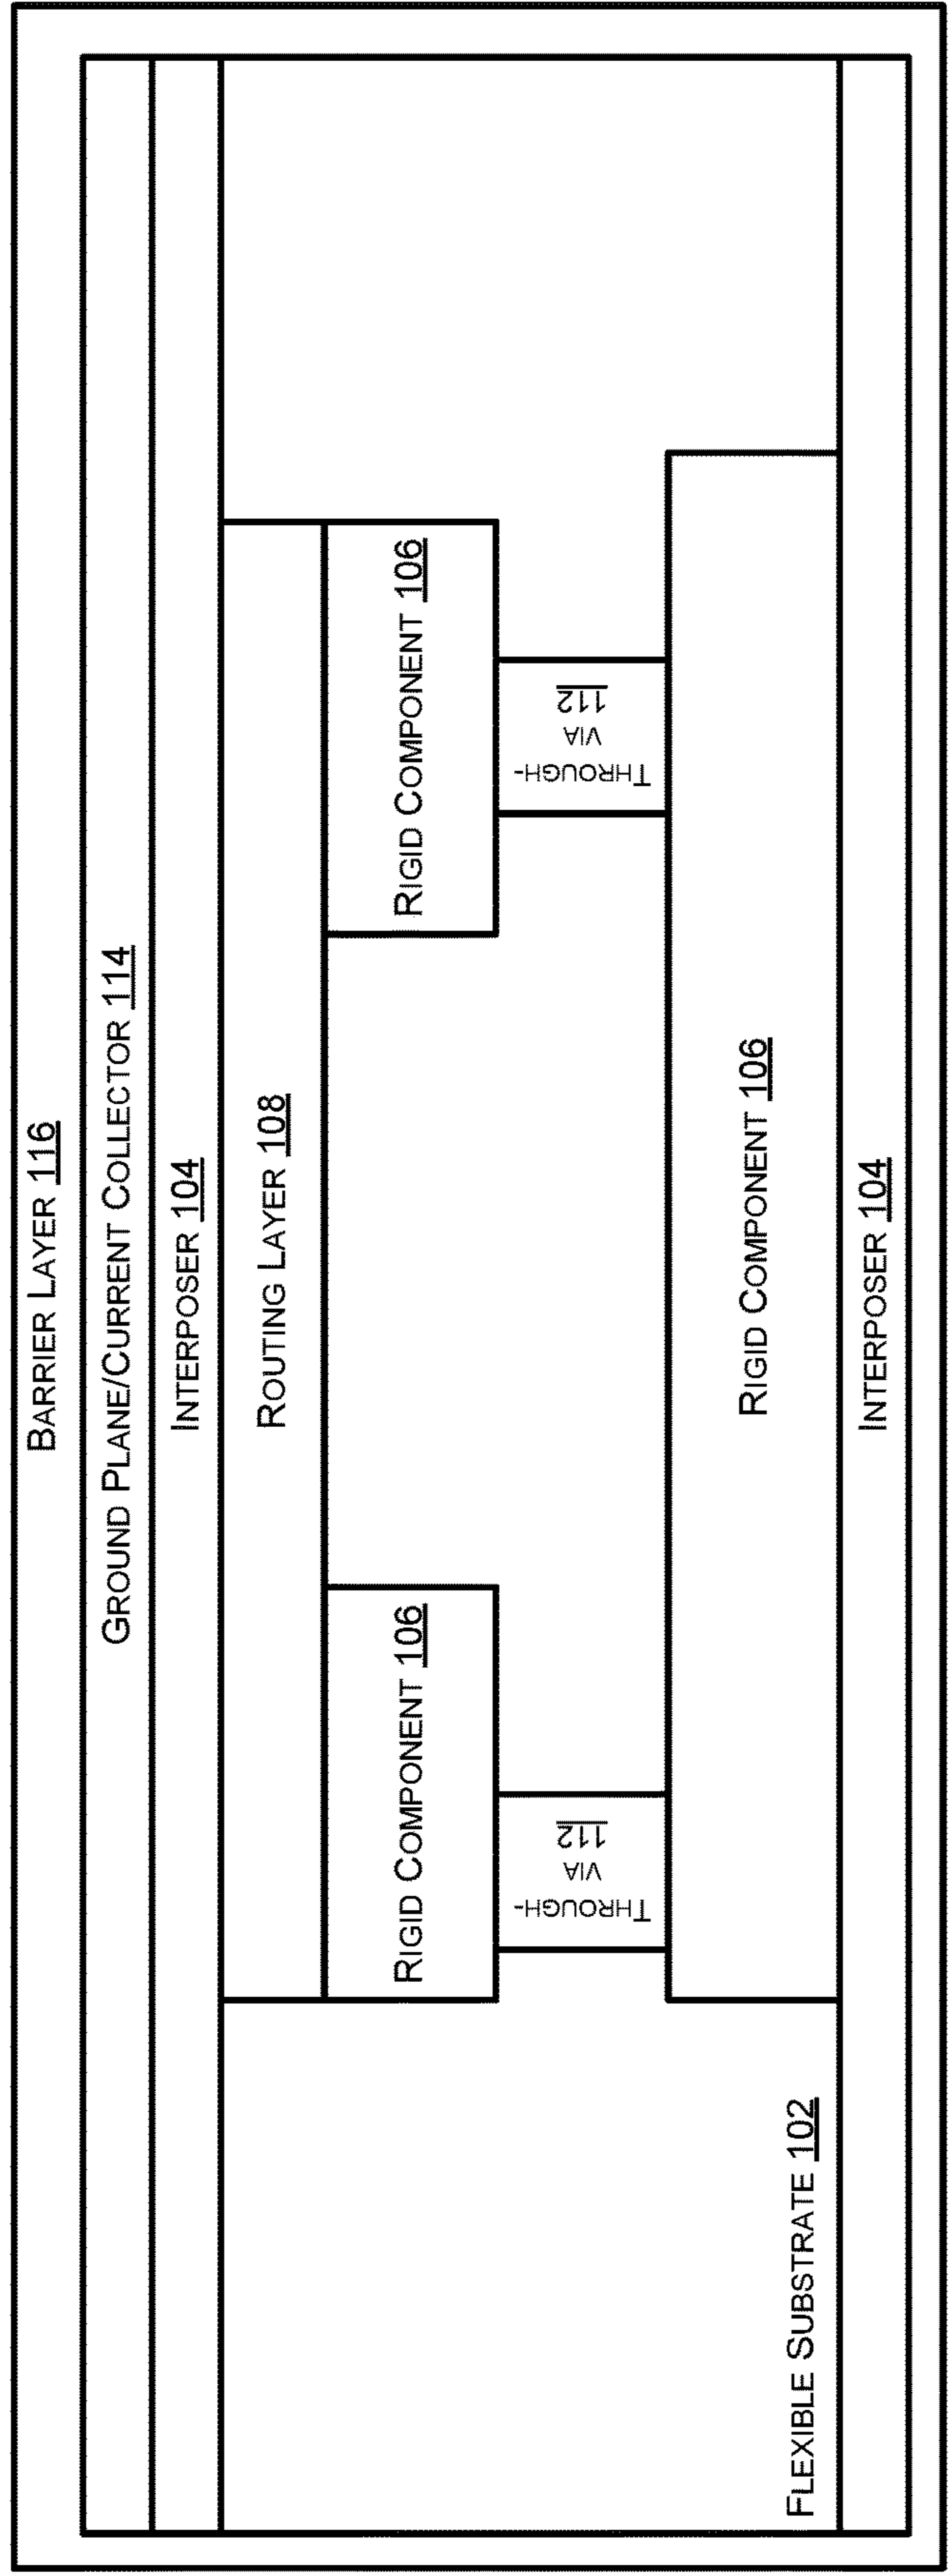 BARRIER LAYER 116
GROUND PLANE/CURRENT COLLECTOR 114
INTERPOSER 104
ROUTING LAYER 108
RIGID COMPONENT 106
RIGID COMPONENT 106
THROUGH-
VIA
112
THROUGH-
VIA
112
RIGID COMPONENT 106
FLEXIBLE SUBSTRATE 102
INTERPOSER 104